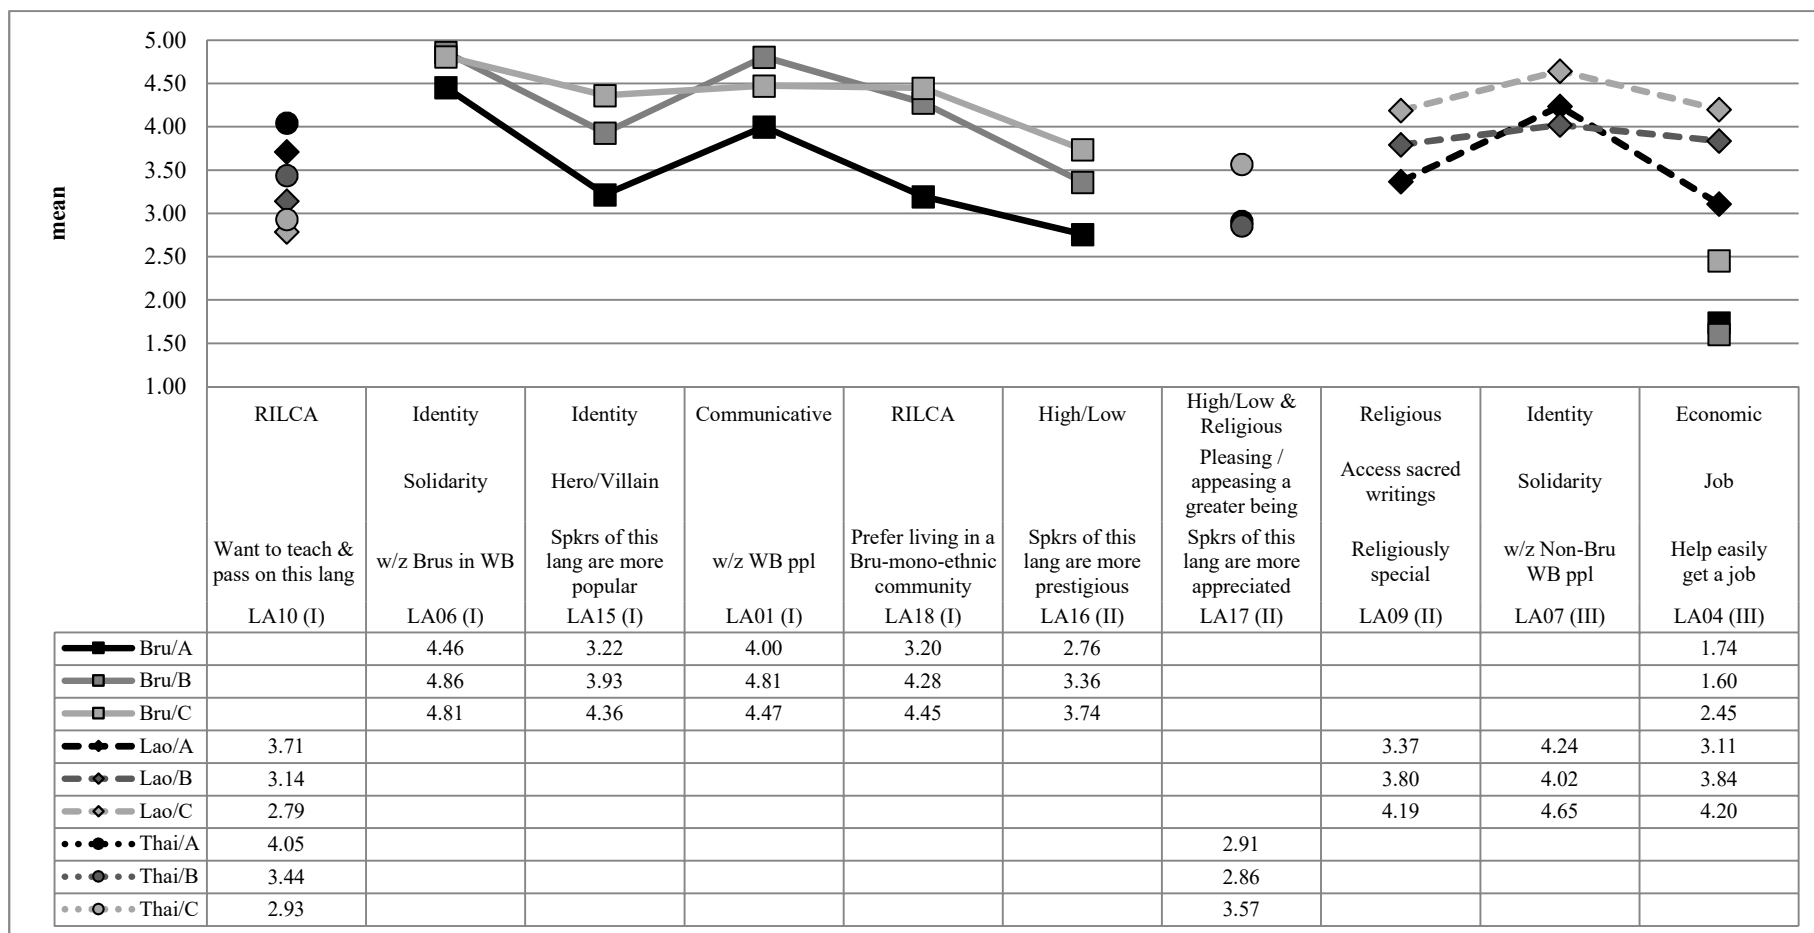 5.00
4.50
4.00
3.50
3.00
2.50
2.00
1.50
1.00
mean
RILCA Identity Identity Communicative RILCA High/Low High/Low & Religious Religious Identity Economic
Solidarity Hero/Villain Pleasing / appeasing a greater being Access sacred writings Solidarity Job
Want to teach & pass on this lang w/z Brus in WB Spkrs of this lang are more popular w/z WB ppl Prefer living in a Bru-mono-ethnic community Spkrs of this lang are more prestigious Spkrs of this lang are more appreciated Religiously special w/z Non-Bru WB ppl Help easily get a job
LA10 (I) LA06 (I) LA15 (I) LA01 (I) LA18 (I) LA16 (II) LA17 (II) LA09 (II) LA07 (III) LA04 (III)
Bru/A 4.46 3.22 4.00 3.20 2.76 1.74
Bru/B 4.86 3.93 4.81 4.28 3.36 1.60
Bru/C 4.81 4.36 4.47 4.45 3.74 2.45
Lao/A 3.71 3.37 4.24 3.11
Lao/B 3.14 3.80 4.02 3.84
Lao/C 2.79 4.19 4.65 4.20
Thai/A 4.05 2.91
Thai/B 3.44 2.86
Thai/C 2.93 3.57